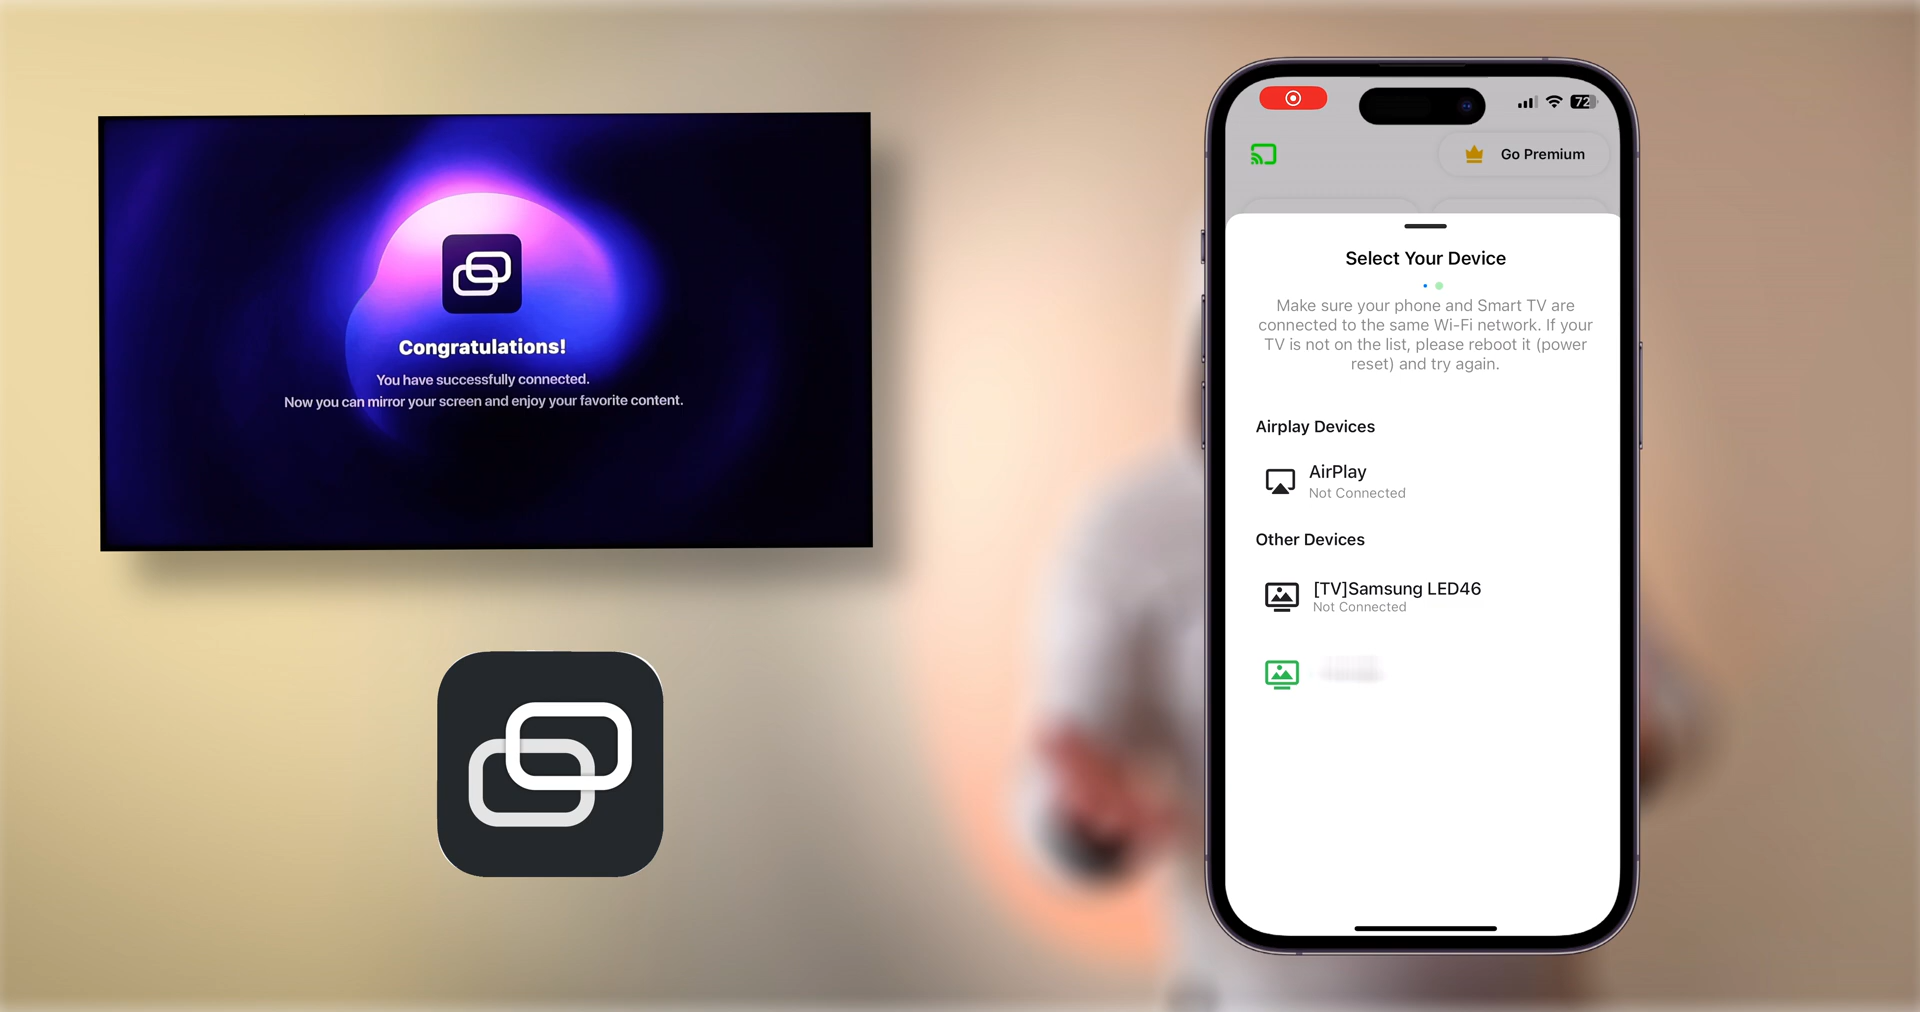 Congratulations!
You have successfully connected.
Now you can mirror your screen and enjoy your favorite content.
72
Go Premium
Select Your Device
Make sure your phone and Smart TV are
connected to the same Wi-Fi network. If your
TV is not on the list, please reboot it (power
reset) and try again.
Airplay Devices
AirPlay
Not Connected
Other Devices
[TV]Samsung LED46
Not Connected